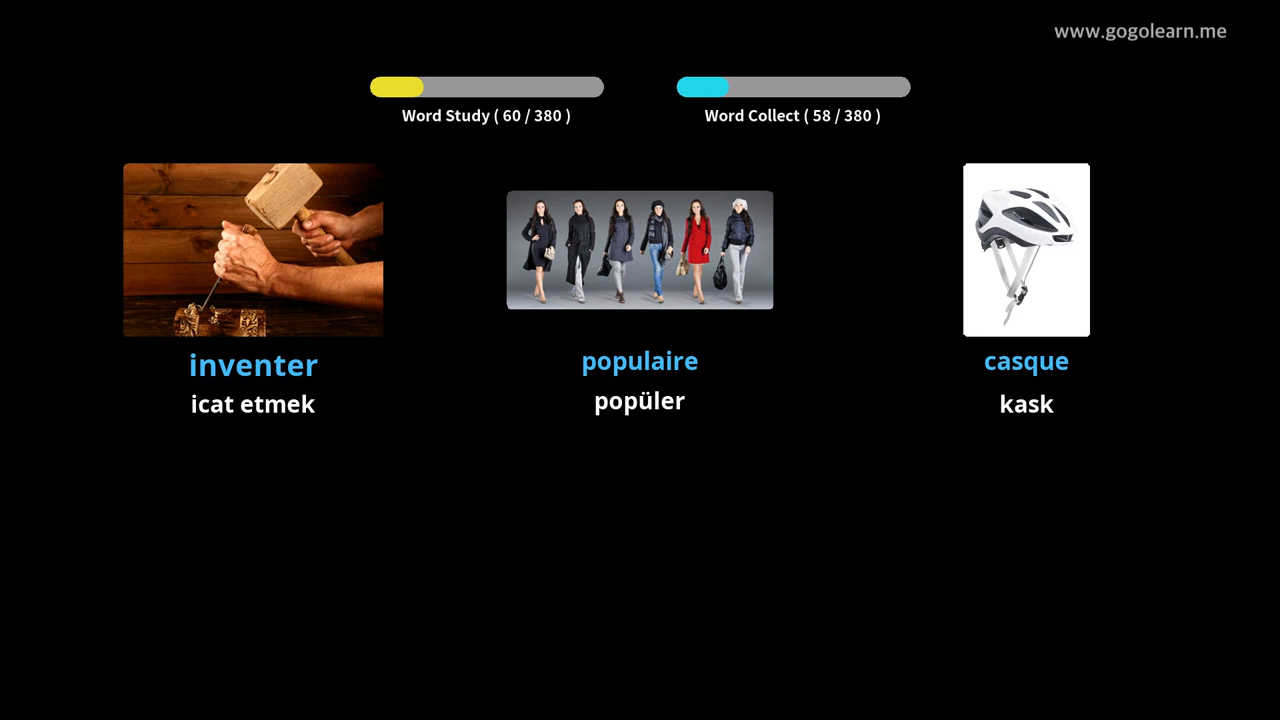 www.gogolearn.me
Word Study ( 60 / 380 )
Word Collect ( 58 / 380 )
inventer
icat etmek
populaire
popüler
casque
kask